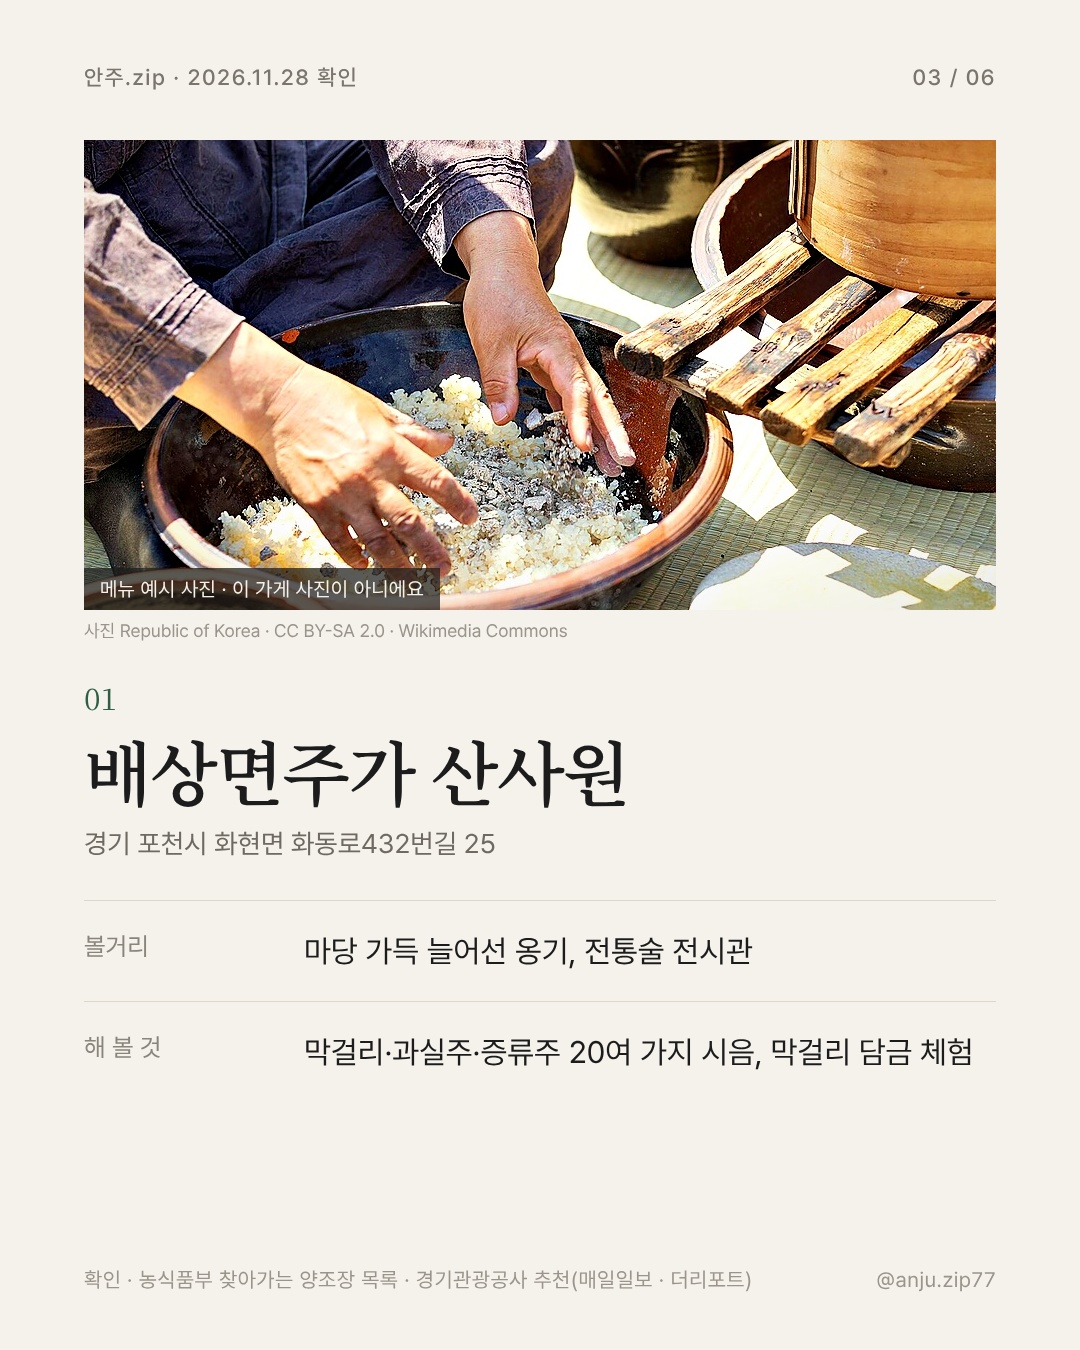 안주.zip · 2026.11.28 확인
03 / 06
메뉴 예시 사진 · 이 가게 사진이 아니에요
사진 Republic of Korea · CC BY-SA 2.0 · Wikimedia Commons
01
배상면주가 산사원
경기 포천시 화현면 화동로432번길 25
볼거리
마당 가득 늘어선 옹기, 전통술 전시관
해 볼 것
막걸리·과실주·증류주 20여 가지 시음, 막걸리 담금 체험
확인 · 농식품부 찾아가는 양조장 목록 · 경기관광공사 추천(매일일보 · 더리포트)
@anju.zip77